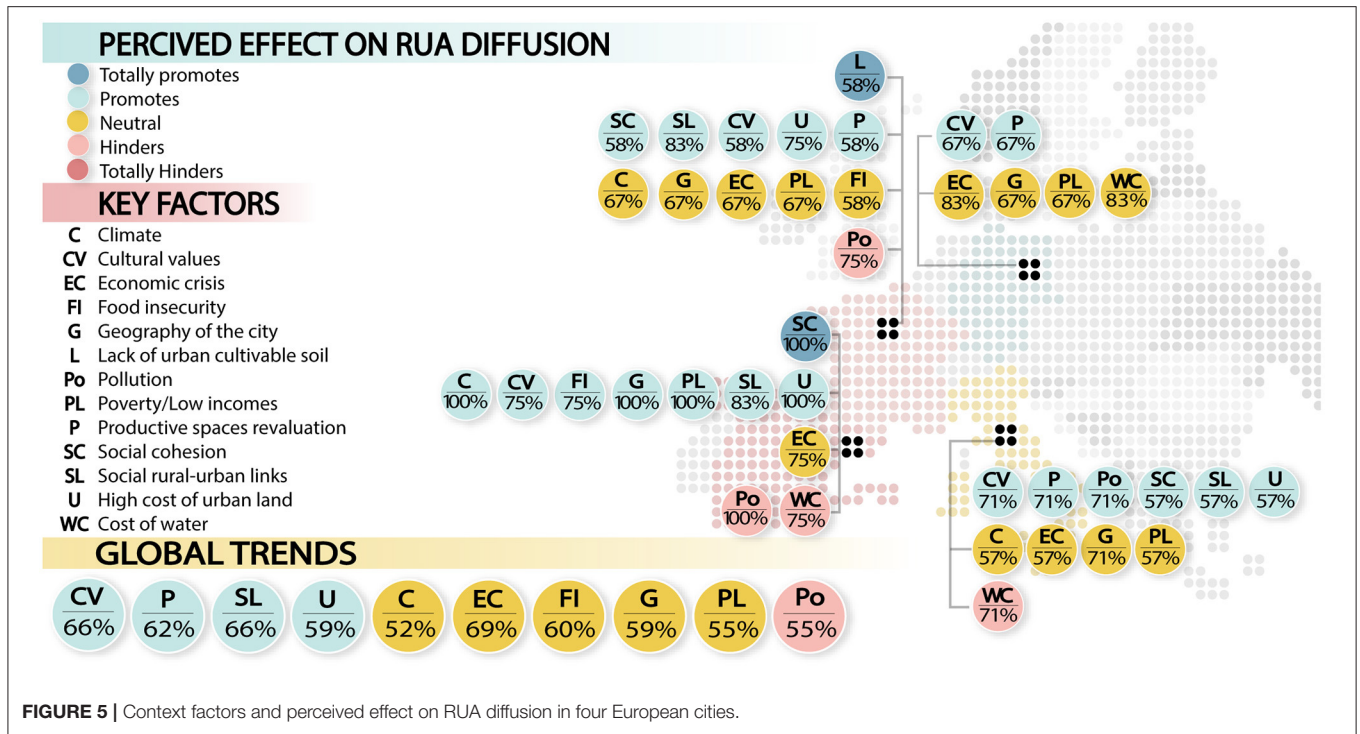 PERCIVED EFFECT ON RUA DIFFUSION
Totally promotes
Promotes
Neutral
Hinders
Totally Hinders
KEY FACTORS
C Climate
CV Cultural values
EC Economic crisis
FI Food insecurity
G Geography of the city
L Lack of urban cultivable soil
Po Pollution
PL Poverty/Low incomes
P Productive spaces revaluation
SC Social cohesion
SL Social rural-urban links
U High cost of urban land
WC Cost of water
L
58%
SC SL CV U P
58% 83% 58% 75% 58%
C G EC PL FI
67% 67% 67% 67% 58%
Po
75%
CV P
67% 67%
EC G PL WC
83% 67% 67% 83%
SC
100%
C CV FI G PL SL U
100% 75% 75% 100% 100% 83% 100%
EC
75%
Po WC
100% 75%
CV P Po SC SL U
71% 71% 71% 57% 57% 57%
C EC G PL
57% 57% 71% 57%
WC
71%
GLOBAL TRENDS
CV P SL U C EC FI G PL Po
66% 62% 66% 59% 52% 69% 60% 59% 55% 55%
FIGURE 5 | Context factors and perceived effect on RUA diffusion in four European cities.